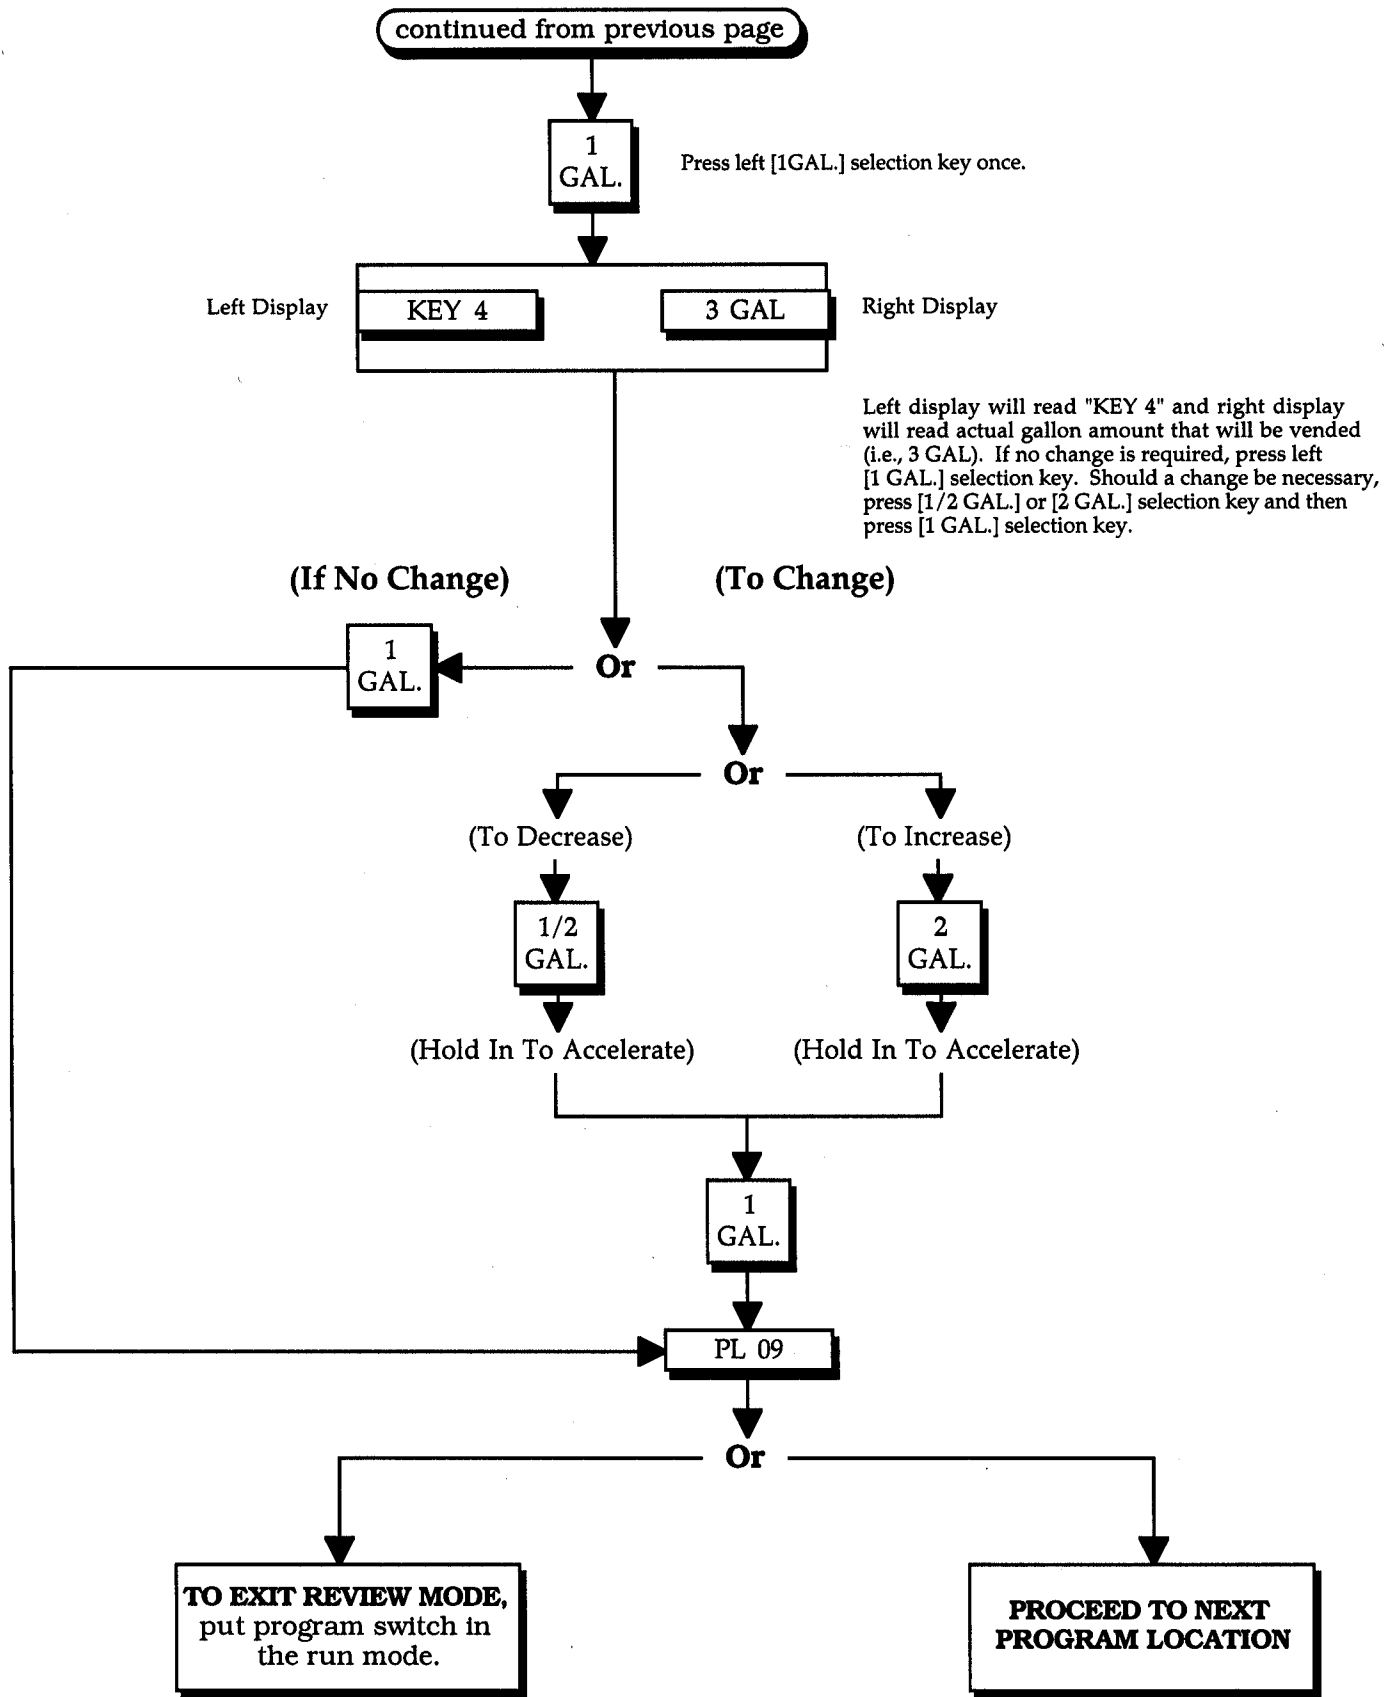 continued from previous page
1
GAL.
Press left [1GAL.] selection key once.
Left Display
KEY 4
3 GAL
Right Display
Left display will read "KEY 4" and right display
will read actual gallon amount that will be vended
(i.e., 3 GAL). If no change is required, press left
[1 GAL.] selection key. Should a change be necessary,
press [1/2 GAL.] or [2 GAL.] selection key and then
press [1 GAL.] selection key.
(If No Change)
(To Change)
1
GAL.
Or
Or
(To Decrease)
(To Increase)
1/2
GAL.
2
GAL.
(Hold In To Accelerate)
(Hold In To Accelerate)
1
GAL.
PL 09
Or
TO EXIT REVIEW MODE,
put program switch in
the run mode.
PROCEED TO NEXT
PROGRAM LOCATION